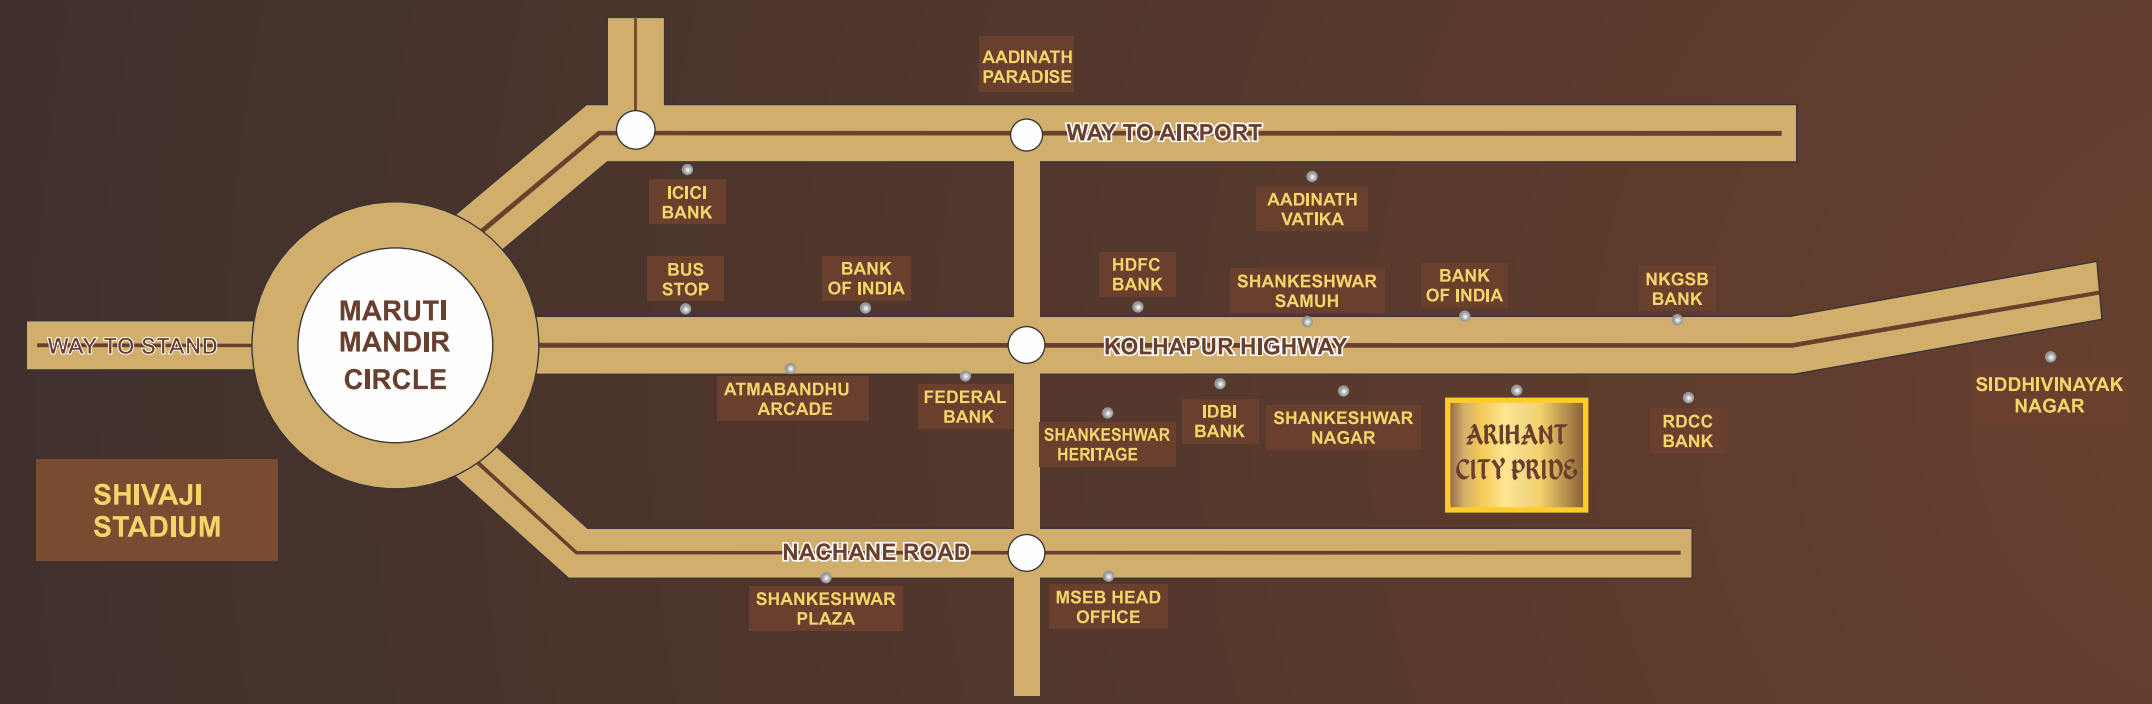 AADINATH
PARADISE
WAY TO AIRPORT
ICICI
BANK
AADINATH
VATIKA
BUS
STOP
BANK
OF INDIA
HDFC
BANK
SHANKESHWAR
SAMUH
BANK
OF INDIA
NKGSB
BANK
MARUTI
MANDIR
CIRCLE
WAY TO STAND
KOLHAPUR HIGHWAY
ATMABANDHU
ARCADE
FEDERAL
BANK
SHANKESHWAR
HERITAGE
IDBI
BANK
SHANKESHWAR
NAGAR
ARIHANT
CITY PRIDE
RDCC
BANK
SIDDHIVINAYAK
NAGAR
SHIVAJI
STADIUM
NACHANE ROAD
SHANKESHWAR
PLAZA
MSEB HEAD
OFFICE